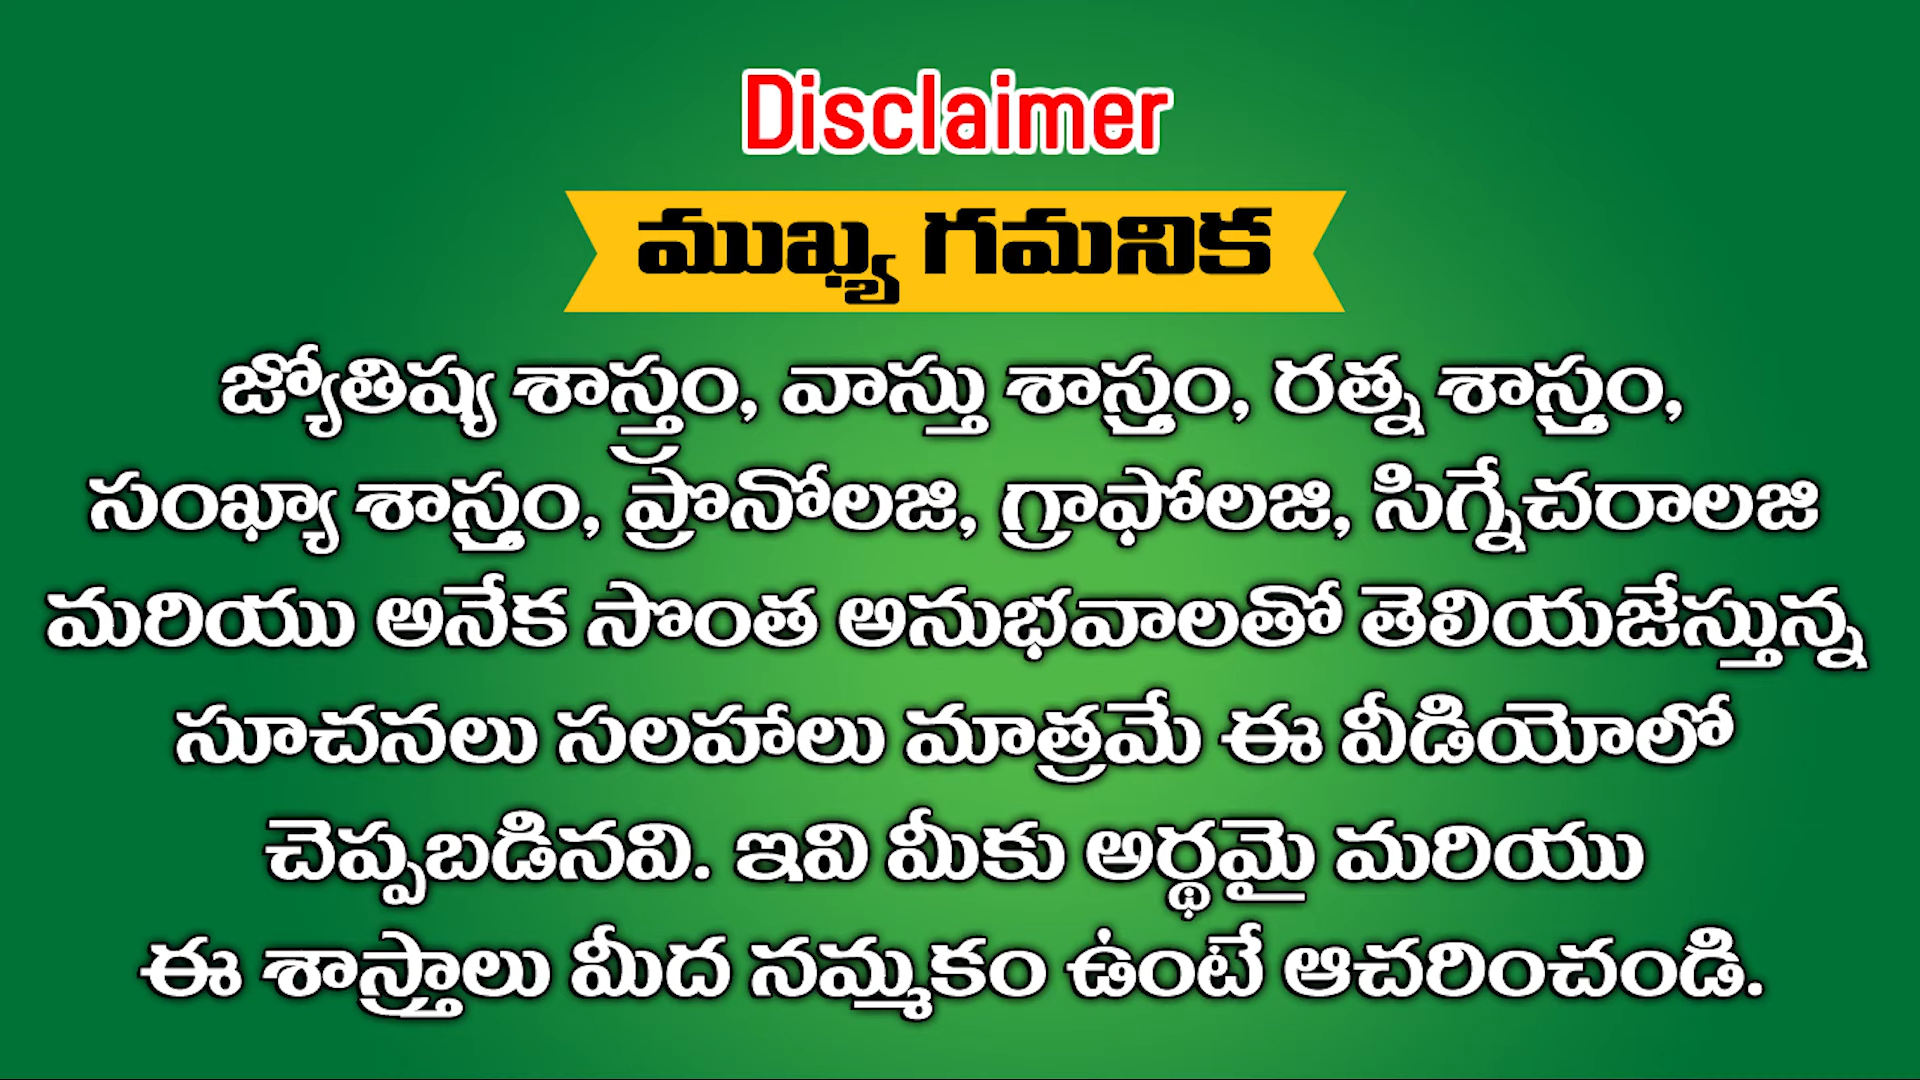 Disclaimer
ముఖ్య గమనిక
జ్యోతిష్య శాస్త్రం, వాస్తు శాస్త్రం, రత్న శాస్త్రం,
సంఖ్యా శాస్త్రం, ప్రొనోలజి, గ్రాఫోలజి, సిగ్నేచరాలజి
మరియు అనేక సొంత అనుభవాలతో తెలియజేస్తున్న
సూచనలు సలహాలు మాత్రమే ఈ వీడియోలో
చెప్పబడినవి. ఇవి మీకు అర్థమై మరియు
ఈ శాస్త్రాలు మీద నమ్మకం ఉంటే ఆచరించండి.